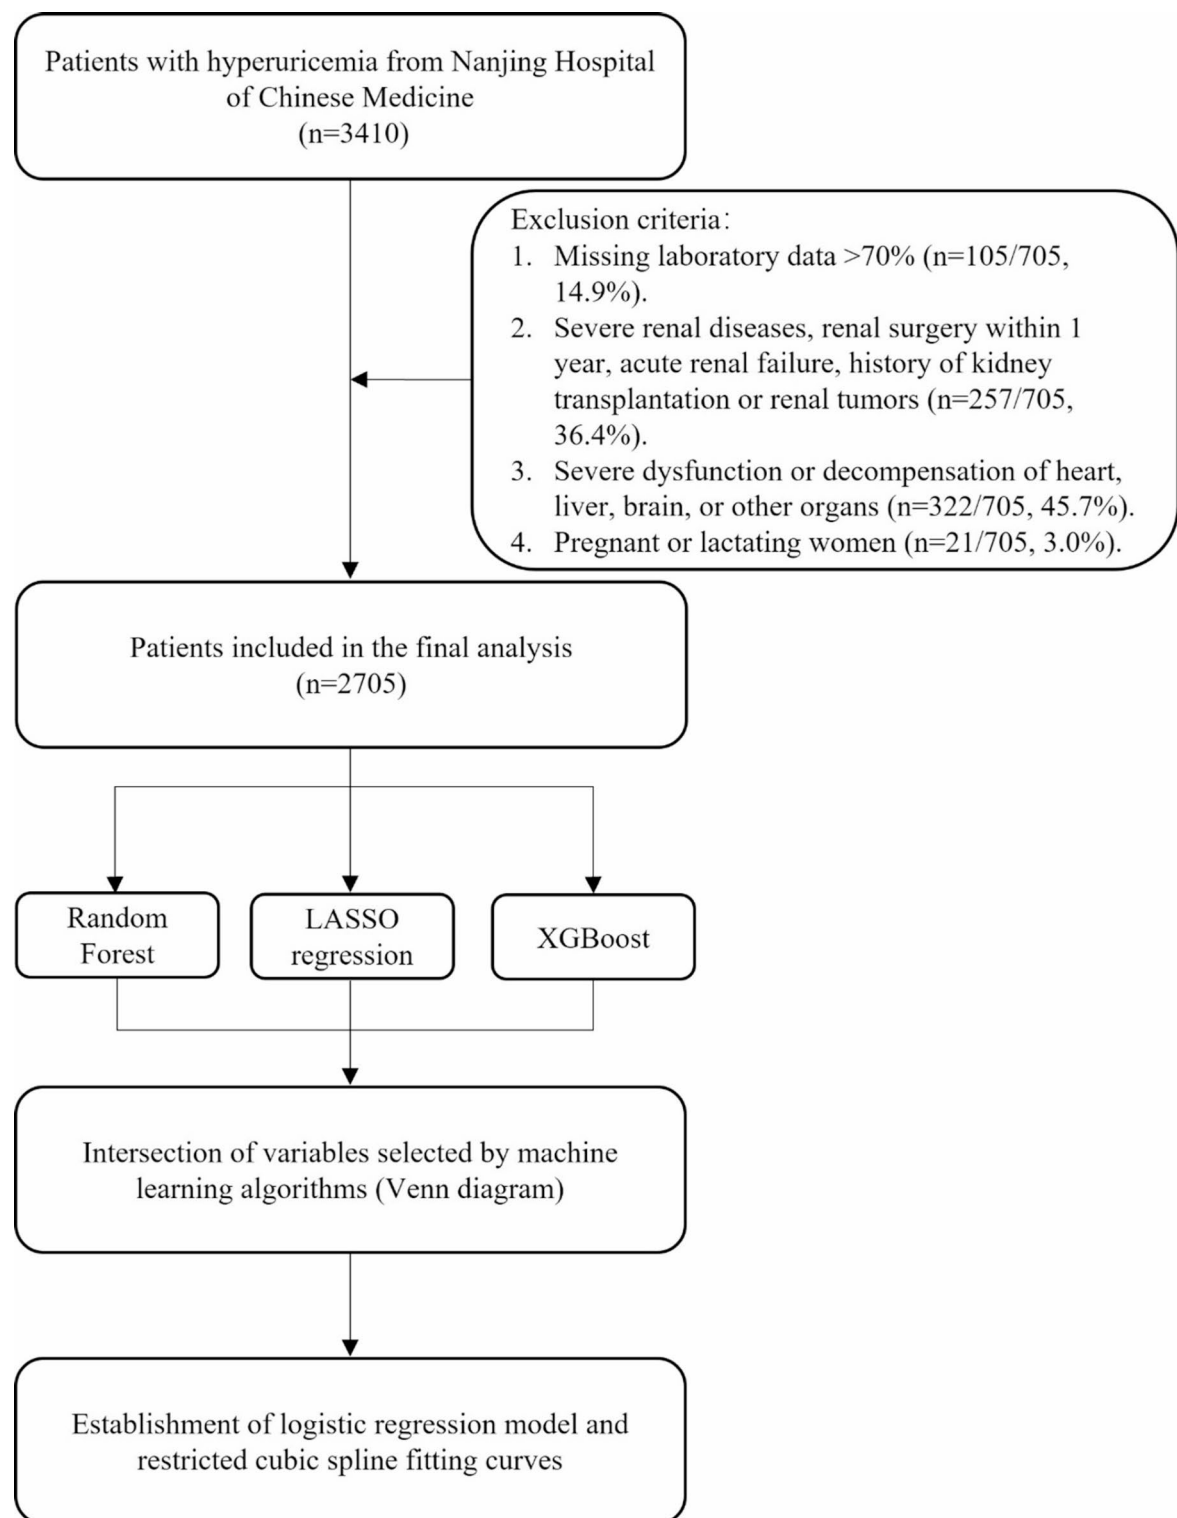 Patients with hyperuricemia from Nanjing Hospital
of Chinese Medicine
(n=3410)
Exclusion criteria:
1. Missing laboratory data >70% (n=105/705,
14.9%).
2. Severe renal diseases, renal surgery within 1
year, acute renal failure, history of kidney
transplantation or renal tumors (n=257/705,
36.4%).
3. Severe dysfunction or decompensation of heart,
liver, brain, or other organs (n=322/705, 45.7%).
4. Pregnant or lactating women (n=21/705, 3.0%).
Patients included in the final analysis
(n=2705)
Random
Forest
LASSO
regression
XGBoost
Intersection of variables selected by machine
learning algorithms (Venn diagram)
Establishment of logistic regression model and
restricted cubic spline fitting curves